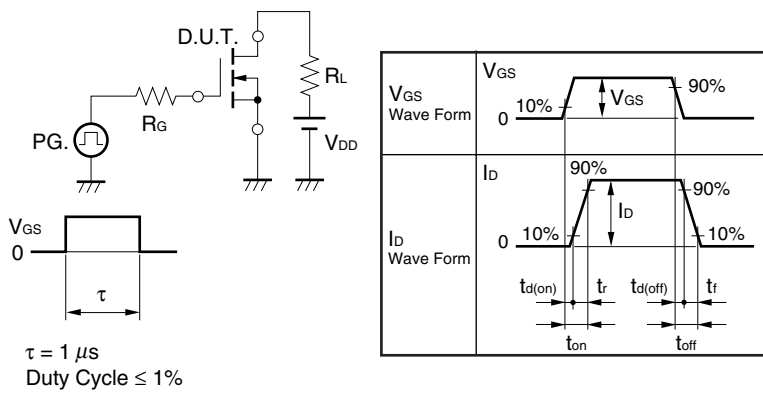 D.U.T.
RL
RG
PG.
VDD
VGS
0
τ
τ = 1 μs
Duty Cycle ≤ 1%
VGS
Wave Form
VGS
10%
0
VGS
90%
ID
Wave Form
ID
90%
90%
ID
0
10%
10%
td(on)
tr
td(off)
tf
ton
toff